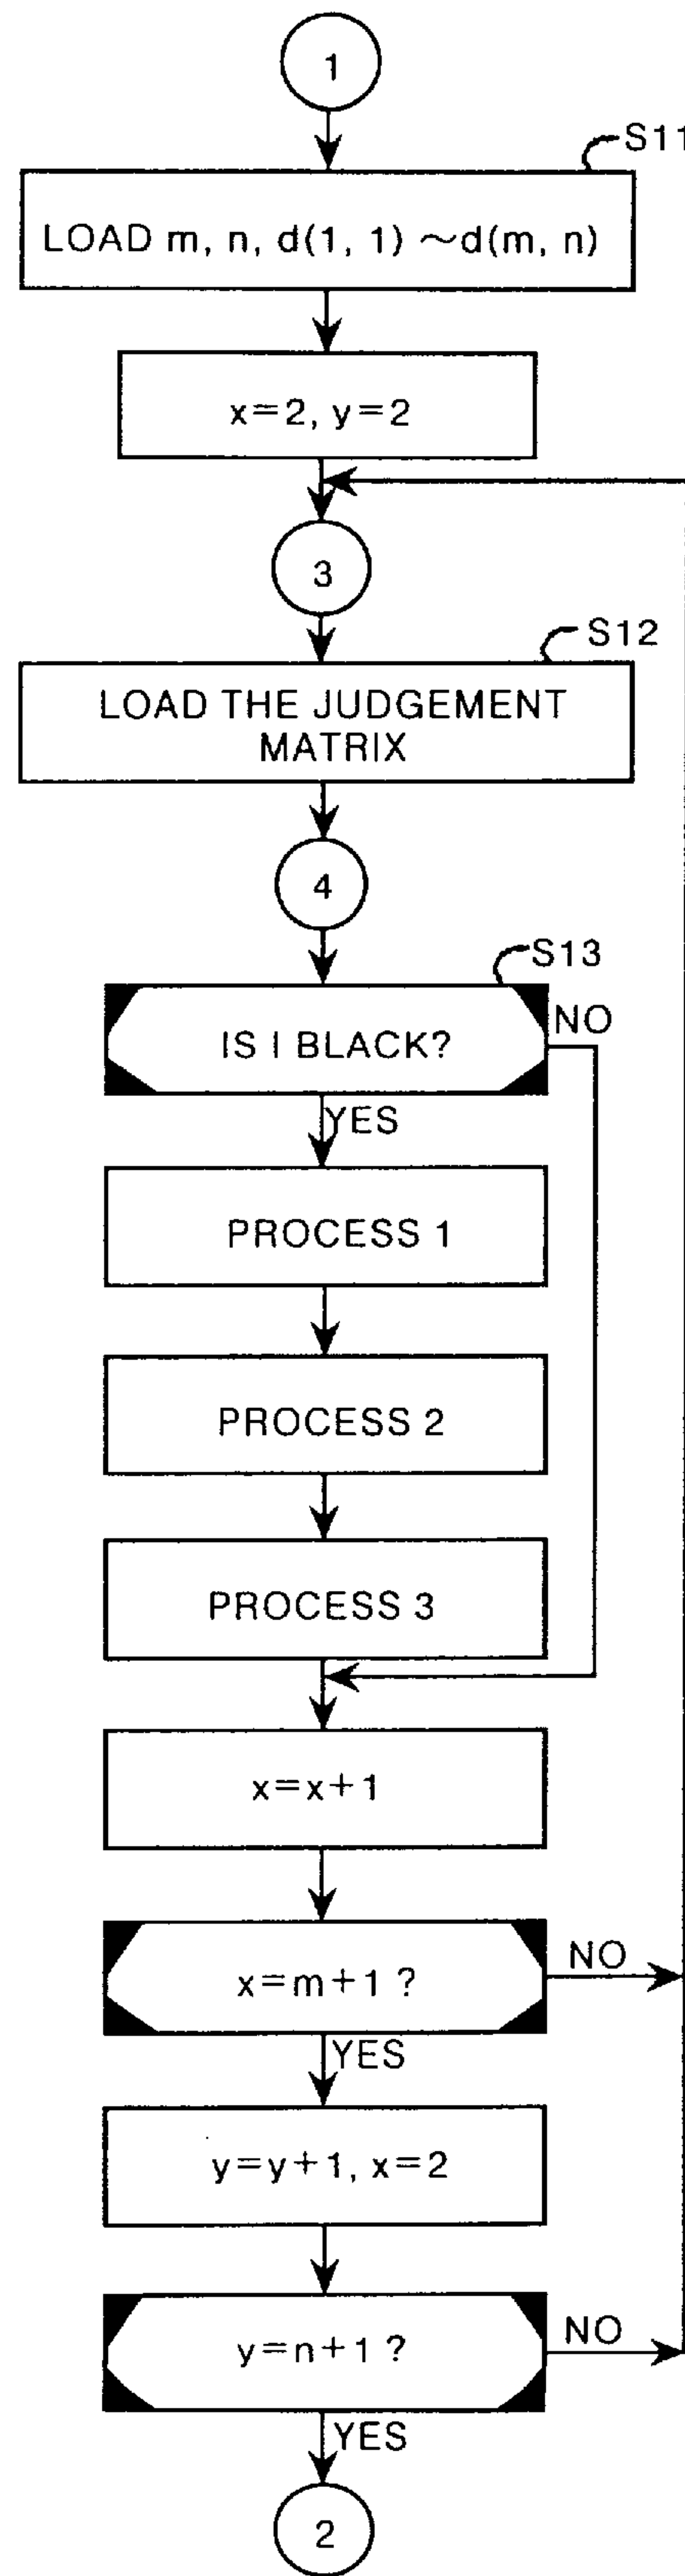 1
S11
LOAD m, n, d(1, 1) ～d(m, n)
x=2, y=2
3
S12
LOAD THE JUDGEMENT
MATRIX
4
S13
IS I BLACK?
NO
YES
PROCESS 1
PROCESS 2
PROCESS 3
x=x+1
x=m+1 ?
NO
YES
y=y+1, x=2
y=n+1 ?
NO
YES
2